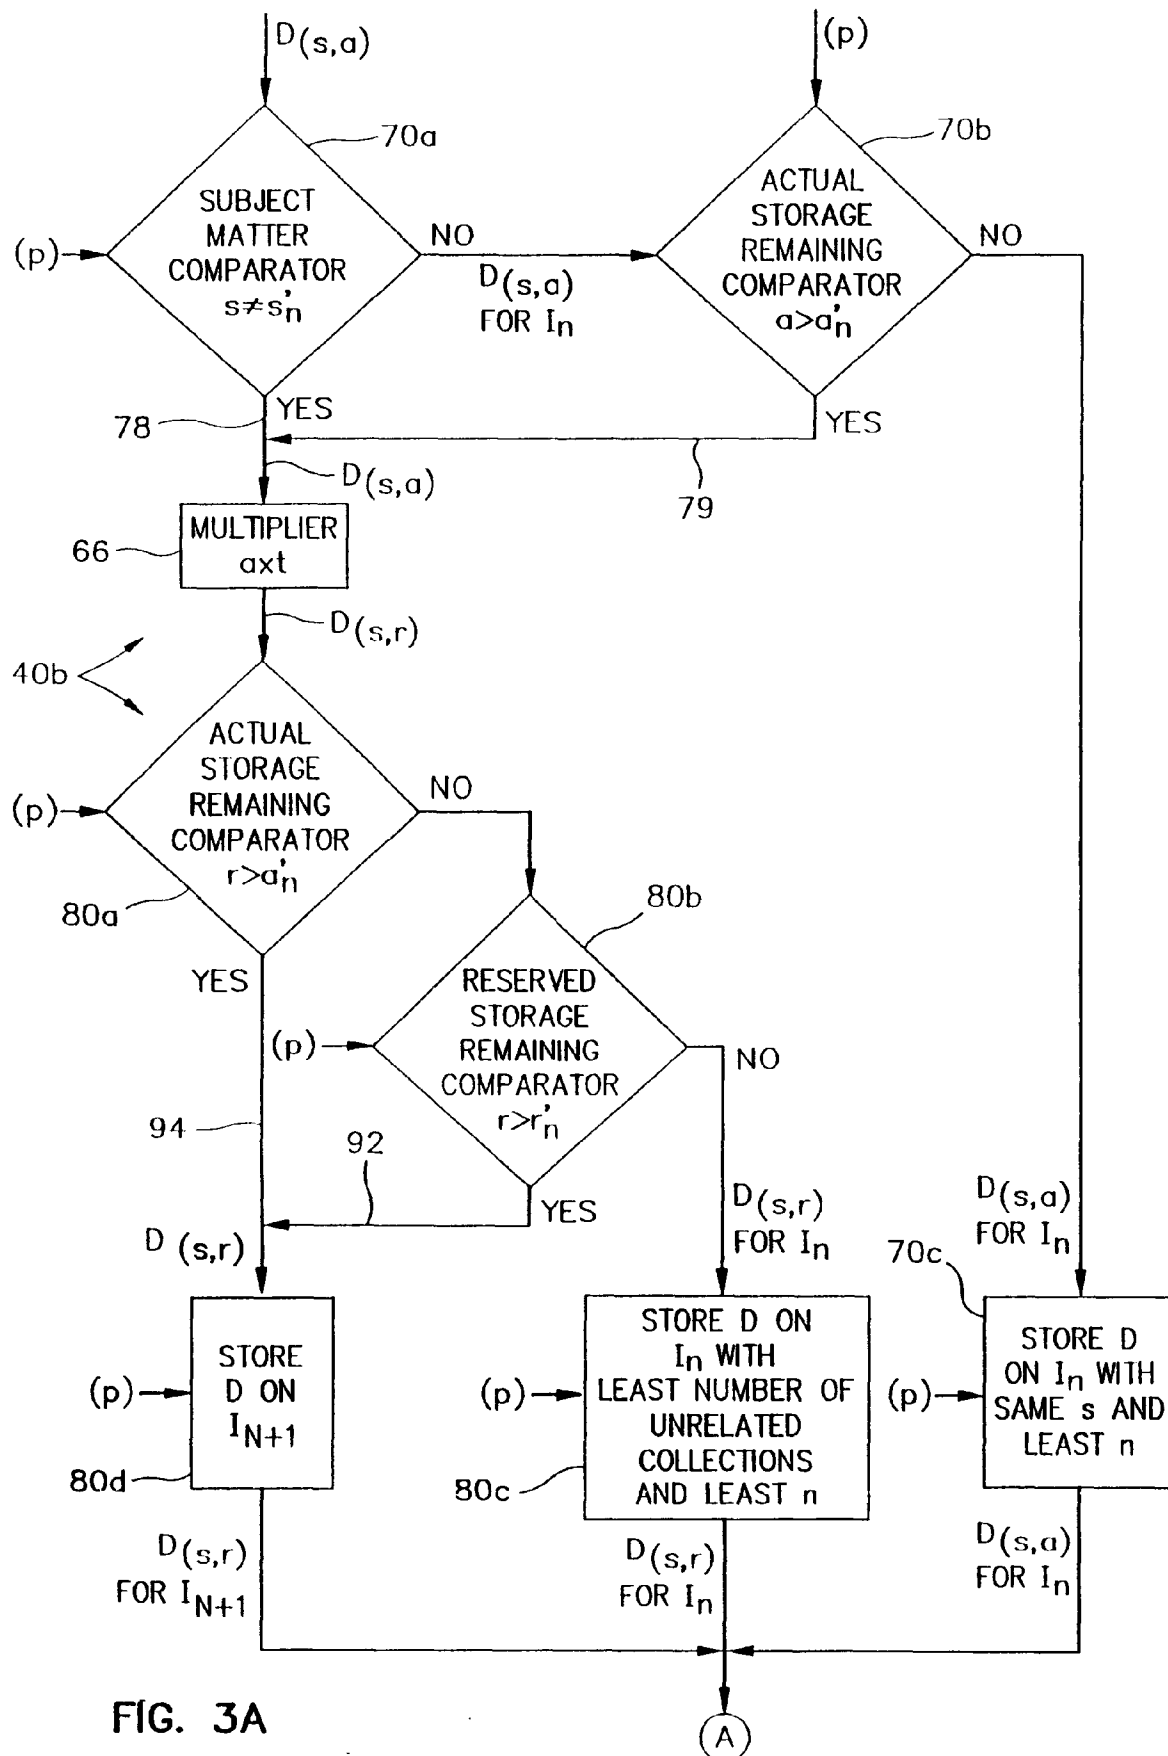 D(s,a)
(p)
70a
70b
SUBJECT
MATTER
COMPARATOR
s≠s'n
(p)
NO
D(s,a)
FOR In
ACTUAL
STORAGE
REMAINING
COMPARATOR
a>a'n
NO
78
YES
YES
79
D(s,a)
66
MULTIPLIER
axt
D(s,r)
40b
ACTUAL
STORAGE
REMAINING
COMPARATOR
r>a'n
(p)
NO
80a
YES
80b
RESERVED
STORAGE
REMAINING
COMPARATOR
r>r'n
(p)
NO
94
92
YES
D (s,r)
D(s,r)
FOR In
D(s,a)
FOR In
70c
STORE
D ON
IN+1
(p)
80d
STORE D ON
In WITH
LEAST NUMBER OF
UNRELATED
COLLECTIONS
AND LEAST n
(p)
80c
STORE D
ON In WITH
SAME s AND
LEAST n
(p)
D(s,r)
FOR IN+1
D(s,r)
FOR In
D(s,a)
FOR In
FIG. 3A
A